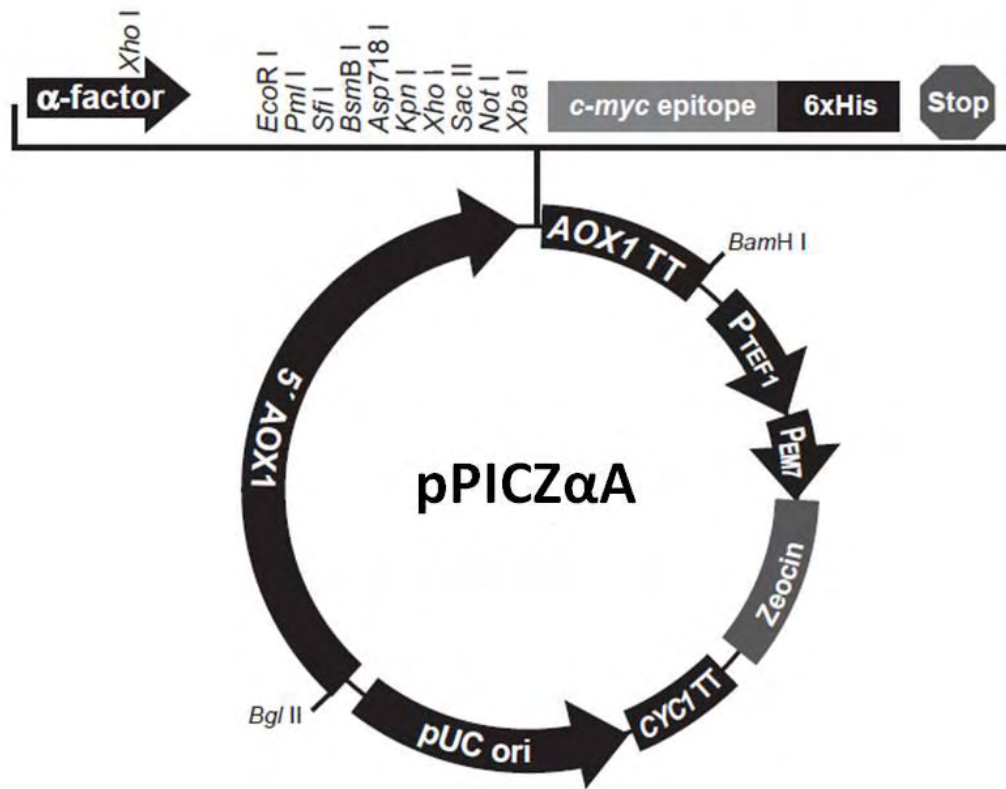 Xho I
α-factor
EcoR I
Pml I
Sfi I
BsmB I
Asp718 I
Kpn I
Xho I
Sac II
Not I
Xba I
c-myc epitope
6xHis
Stop
AOX1 TT
BamH I
PTEF1
PEM7
Zeocin
CYC1 TT
pUC ori
Bgl II
5´ AOX1
pPICZαA